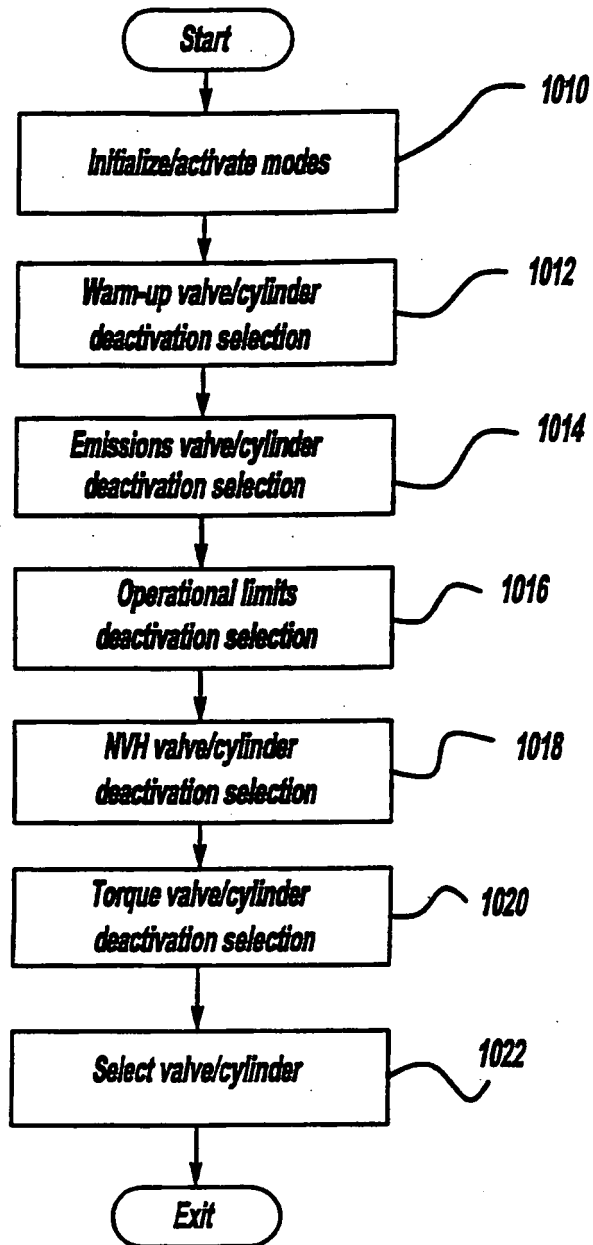 Start
1010
Initialize/activate modes
1012
Warm-up valve/cylinder
deactivation selection
1014
Emissions valve/cylinder
deactivation selection
1016
Operational limits
deactivation selection
1018
NVH valve/cylinder
deactivation selection
1020
Torque valve/cylinder
deactivation selection
1022
Select valve/cylinder
Exit